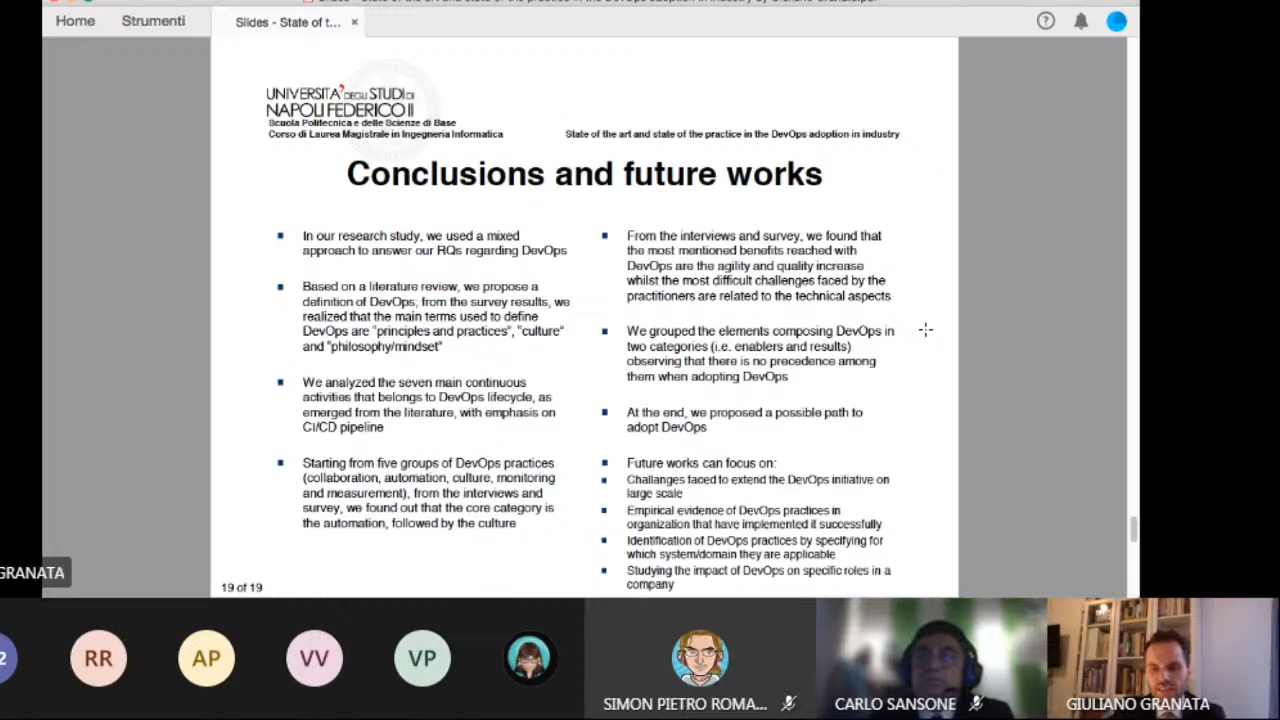 Home
Strumenti
Slides - State of t...
×
?
UNIVERSITA' DEGLI STUDI DI
NAPOLI FEDERICO II
Scuola Politecnica e delle Scienze di Base
Corso di Laurea Magistrale in Ingegneria Informatica
State of the art and state of the practice in the DevOps adoption in industry
Conclusions and future works
In our research study, we used a mixed
approach to answer our RQs regarding DevOps
Based on a literature review, we propose a
definition of DevOps; from the survey results, we
realized that the main terms used to define
DevOps are "principles and practices", "culture"
and "philosophy/mindset"
We analyzed the seven main continuous
activities that belongs to DevOps lifecycle, as
emerged from the literature, with emphasis on
CI/CD pipeline
Starting from five groups of DevOps practices
(collaboration, automation, culture, monitoring
and measurement), from the interviews and
survey, we found out that the core category is
the automation, followed by the culture
From the interviews and survey, we found that
the most mentioned benefits reached with
DevOps are the agility and quality increase
whilst the most difficult challenges faced by the
practitioners are related to the technical aspects
We grouped the elements composing DevOps in
two categories (i.e. enablers and results)
observing that there is no precedence among
them when adopting DevOps
At the end, we proposed a possible path to
adopt DevOps
Future works can focus on:
Challenges faced to extend the DevOps initiative on
large scale
Empirical evidence of DevOps practices in
organization that have implemented it successfully
Identification of DevOps practices by specifying for
which system/domain they are applicable
Studying the impact of DevOps on specific roles in a
company
19 of 19
GRANATA
2
RR
AP
VV
VP
SIMON PIETRO ROMA...
CARLO SANSONE
GIULIANO GRANATA